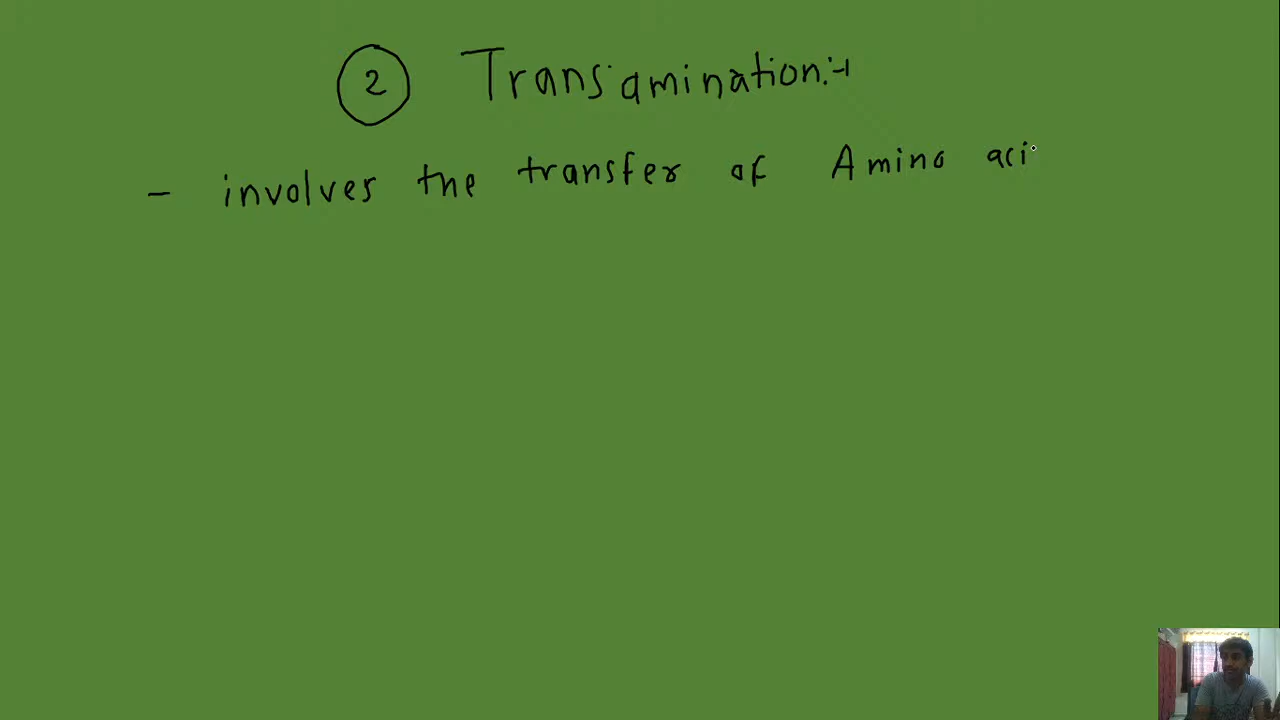 2 Transamination:-
- involves the transfer of Amino aci